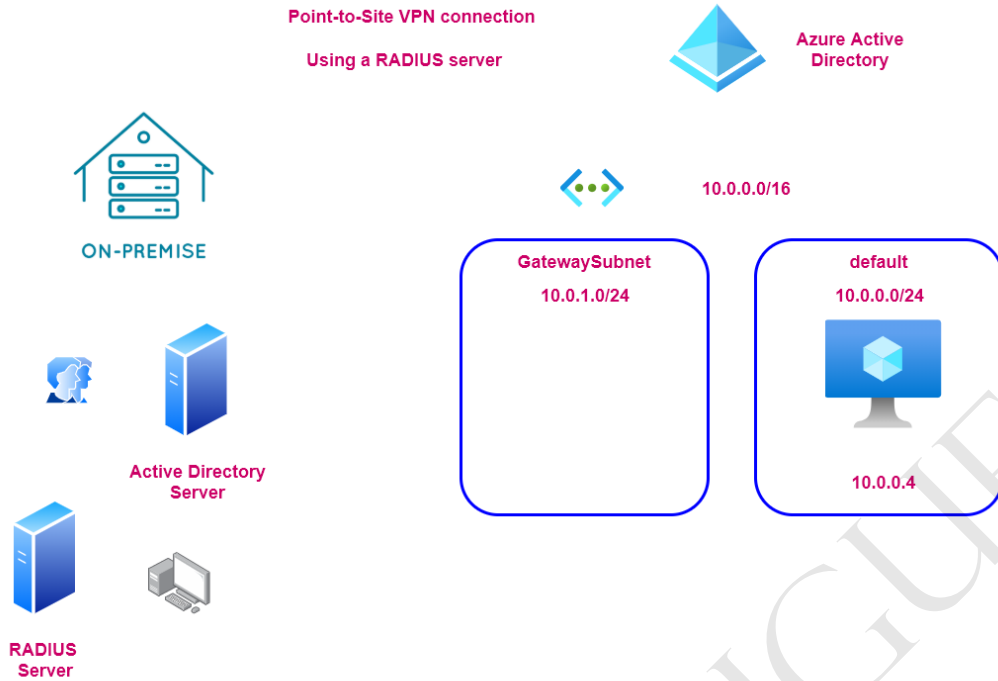 Point-to-Site VPN connection
Using a RADIUS server
Azure Active
Directory
10.0.0.0/16
ON-PREMISE
GatewaySubnet
10.0.1.0/24
default
10.0.0.0/24
Active Directory
Server
10.0.0.4
RADIUS
Server